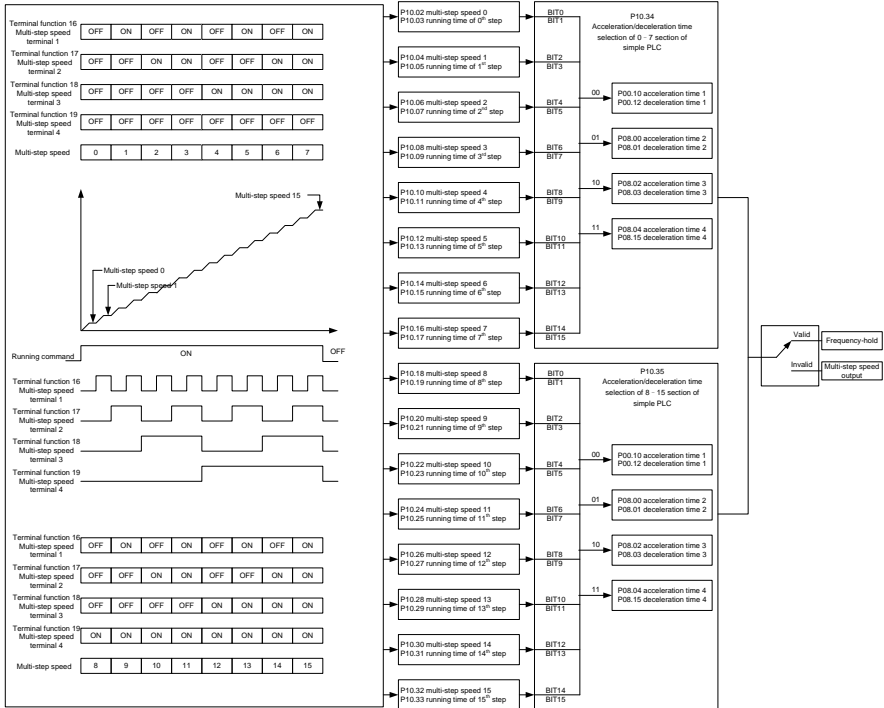 Terminal function 16
Multi-step speed
terminal 1
OFF ON OFF ON OFF ON OFF ON
Terminal function 17
Multi-step speed
terminal 2
OFF OFF ON ON OFF OFF ON ON
Terminal function 18
Multi-step speed
terminal 3
OFF OFF OFF OFF ON ON ON ON
Terminal function 19
Multi-step speed
terminal 4
OFF OFF OFF OFF OFF OFF OFF OFF
Multi-step speed 0 1 2 3 4 5 6 7
Multi-step speed 15
Multi-step speed 0
Multi-step speed 1
Running command ON OFF
Terminal function 16
Multi-step speed
terminal 1
Terminal function 17
Multi-step speed
terminal 2
Terminal function 18
Multi-step speed
terminal 3
Terminal function 19
Multi-step speed
terminal 4
Terminal function 16
Multi-step speed
terminal 1
OFF ON OFF ON OFF ON OFF ON
Terminal function 17
Multi-step speed
terminal 2
OFF OFF ON ON OFF OFF ON ON
Terminal function 18
Multi-step speed
terminal 3
OFF OFF OFF OFF ON ON ON ON
Terminal function 19
Multi-step speed
terminal 4
ON ON ON ON ON ON ON ON
Multi-step speed 8 9 10 11 12 13 14 15
P10.02 multi-step speed 0
P10.03 running time of 0th step
BIT0
BIT1
P10.04 multi-step speed 1
P10.05 running time of 1st step
BIT2
BIT3
P10.06 multi-step speed 2
P10.07 running time of 2nd step
BIT4
BIT5
P10.08 multi-step speed 3
P10.09 running time of 3rd step
BIT6
BIT7
P10.10 multi-step speed 4
P10.11 running time of 4th step
BIT8
BIT9
P10.12 multi-step speed 5
P10.13 running time of 5th step
BIT10
BIT11
P10.14 multi-step speed 6
P10.15 running time of 6th step
BIT12
BIT13
P10.16 multi-step speed 7
P10.17 running time of 7th step
BIT14
BIT15
P10.18 multi-step speed 8
P10.19 running time of 8th step
BIT0
BIT1
P10.20 multi-step speed 9
P10.21 running time of 9th step
BIT2
BIT3
P10.22 multi-step speed 10
P10.23 running time of 10th step
BIT4
BIT5
P10.24 multi-step speed 11
P10.25 running time of 11th step
BIT6
BIT7
P10.26 multi-step speed 12
P10.27 running time of 12th step
BIT8
BIT9
P10.28 multi-step speed 13
P10.29 running time of 13th step
BIT10
BIT11
P10.30 multi-step speed 14
P10.31 running time of 14th step
BIT12
BIT13
P10.32 multi-step speed 15
P10.33 running time of 15th step
BIT14
BIT15
P10.34
Acceleration/deceleration time
selection of 0-7 section of
simple PLC
00
P00.10 acceleration time 1
P00.12 deceleration time 1
01
P08.00 acceleration time 2
P08.01 deceleration time 2
10
P08.02 acceleration time 3
P08.03 deceleration time 3
11
P08.04 acceleration time 4
P08.15 deceleration time 4
P10.35
Acceleration/deceleration time
selection of 8-15 section of
simple PLC
00
P00.10 acceleration time 1
P00.12 deceleration time 1
01
P08.00 acceleration time 2
P08.01 deceleration time 2
10
P08.02 acceleration time 3
P08.03 deceleration time 3
11
P08.04 acceleration time 4
P08.15 deceleration time 4
Valid
Frequency-hold
Invalid
Multi-step speed
output